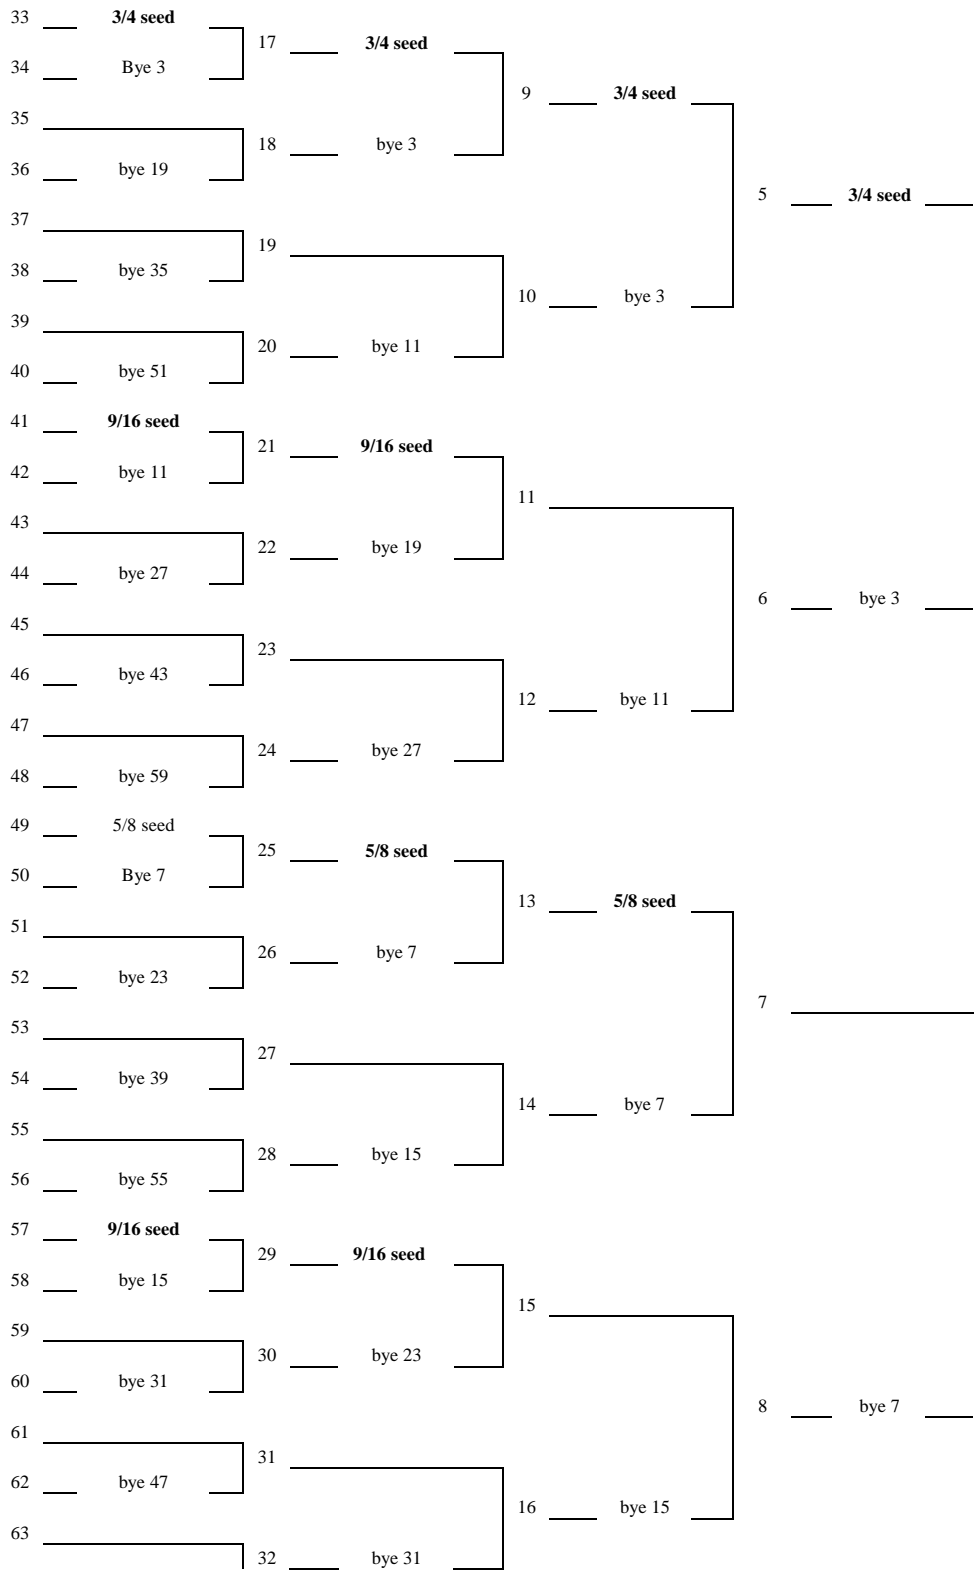 33 3/4 seed
17 3/4 seed
34 Bye 3
9 3/4 seed
35
18 bye 3
36 bye 19
5 3/4 seed
37
19
38 bye 35
10 bye 3
39
20 bye 11
40 bye 51
41 9/16 seed
21 9/16 seed
42 bye 11
11
43
22 bye 19
44 bye 27
6 bye 3
45
23
46 bye 43
12 bye 11
47
24 bye 27
48 bye 59
49 5/8 seed
25 5/8 seed
50 Bye 7
13 5/8 seed
51
26 bye 7
52 bye 23
7
53
27
54 bye 39
14 bye 7
55
28 bye 15
56 bye 55
57 9/16 seed
29 9/16 seed
58 bye 15
15
59
30 bye 23
60 bye 31
8 bye 7
61
31
62 bye 47
16 bye 15
63
32 bye 31